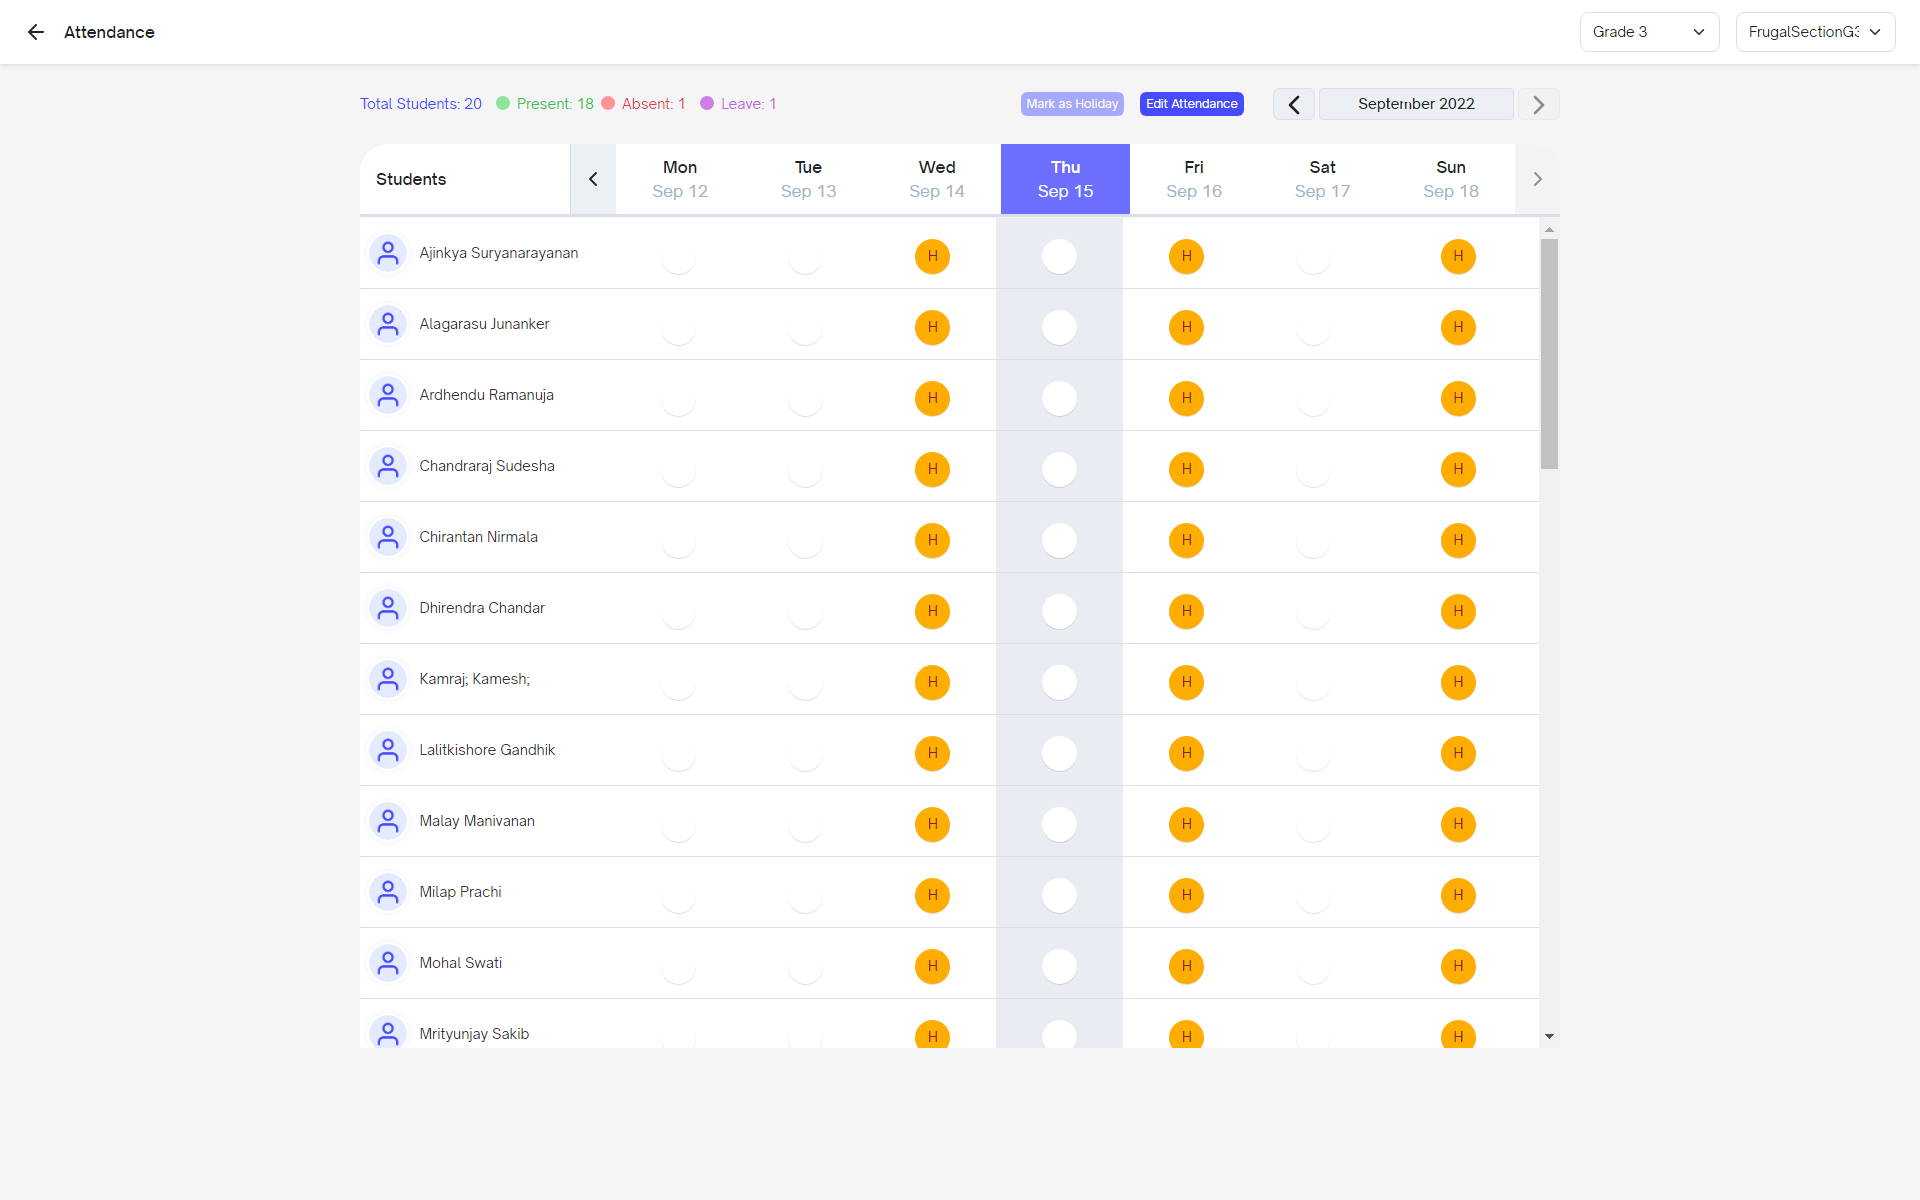 Attendance
Grade 3
FrugalSectionG3
Total Students: 20 Present: 18 Absent: 1 Leave: 1
Mark as Holiday
Edit Attendance
September 2022
Students
Mon Tue Wed Thu Fri Sat Sun
Sep 12 Sep 13 Sep 14 Sep 15 Sep 16 Sep 17 Sep 18
Ajinkya Suryanarayanan H H H
Alagarasu Junanker H H H
Ardhendu Ramanuja H H H
Chandraraj Sudesha H H H
Chirantan Nirmala H H H
Dhirendra Chandar H H H
Kamraj; Kamesh; H H H
Lalitkishore Gandhik H H H
Malay Manivanan H H H
Milap Prachi H H H
Mohal Swati H H H
Mrityunjay Sakib H H H